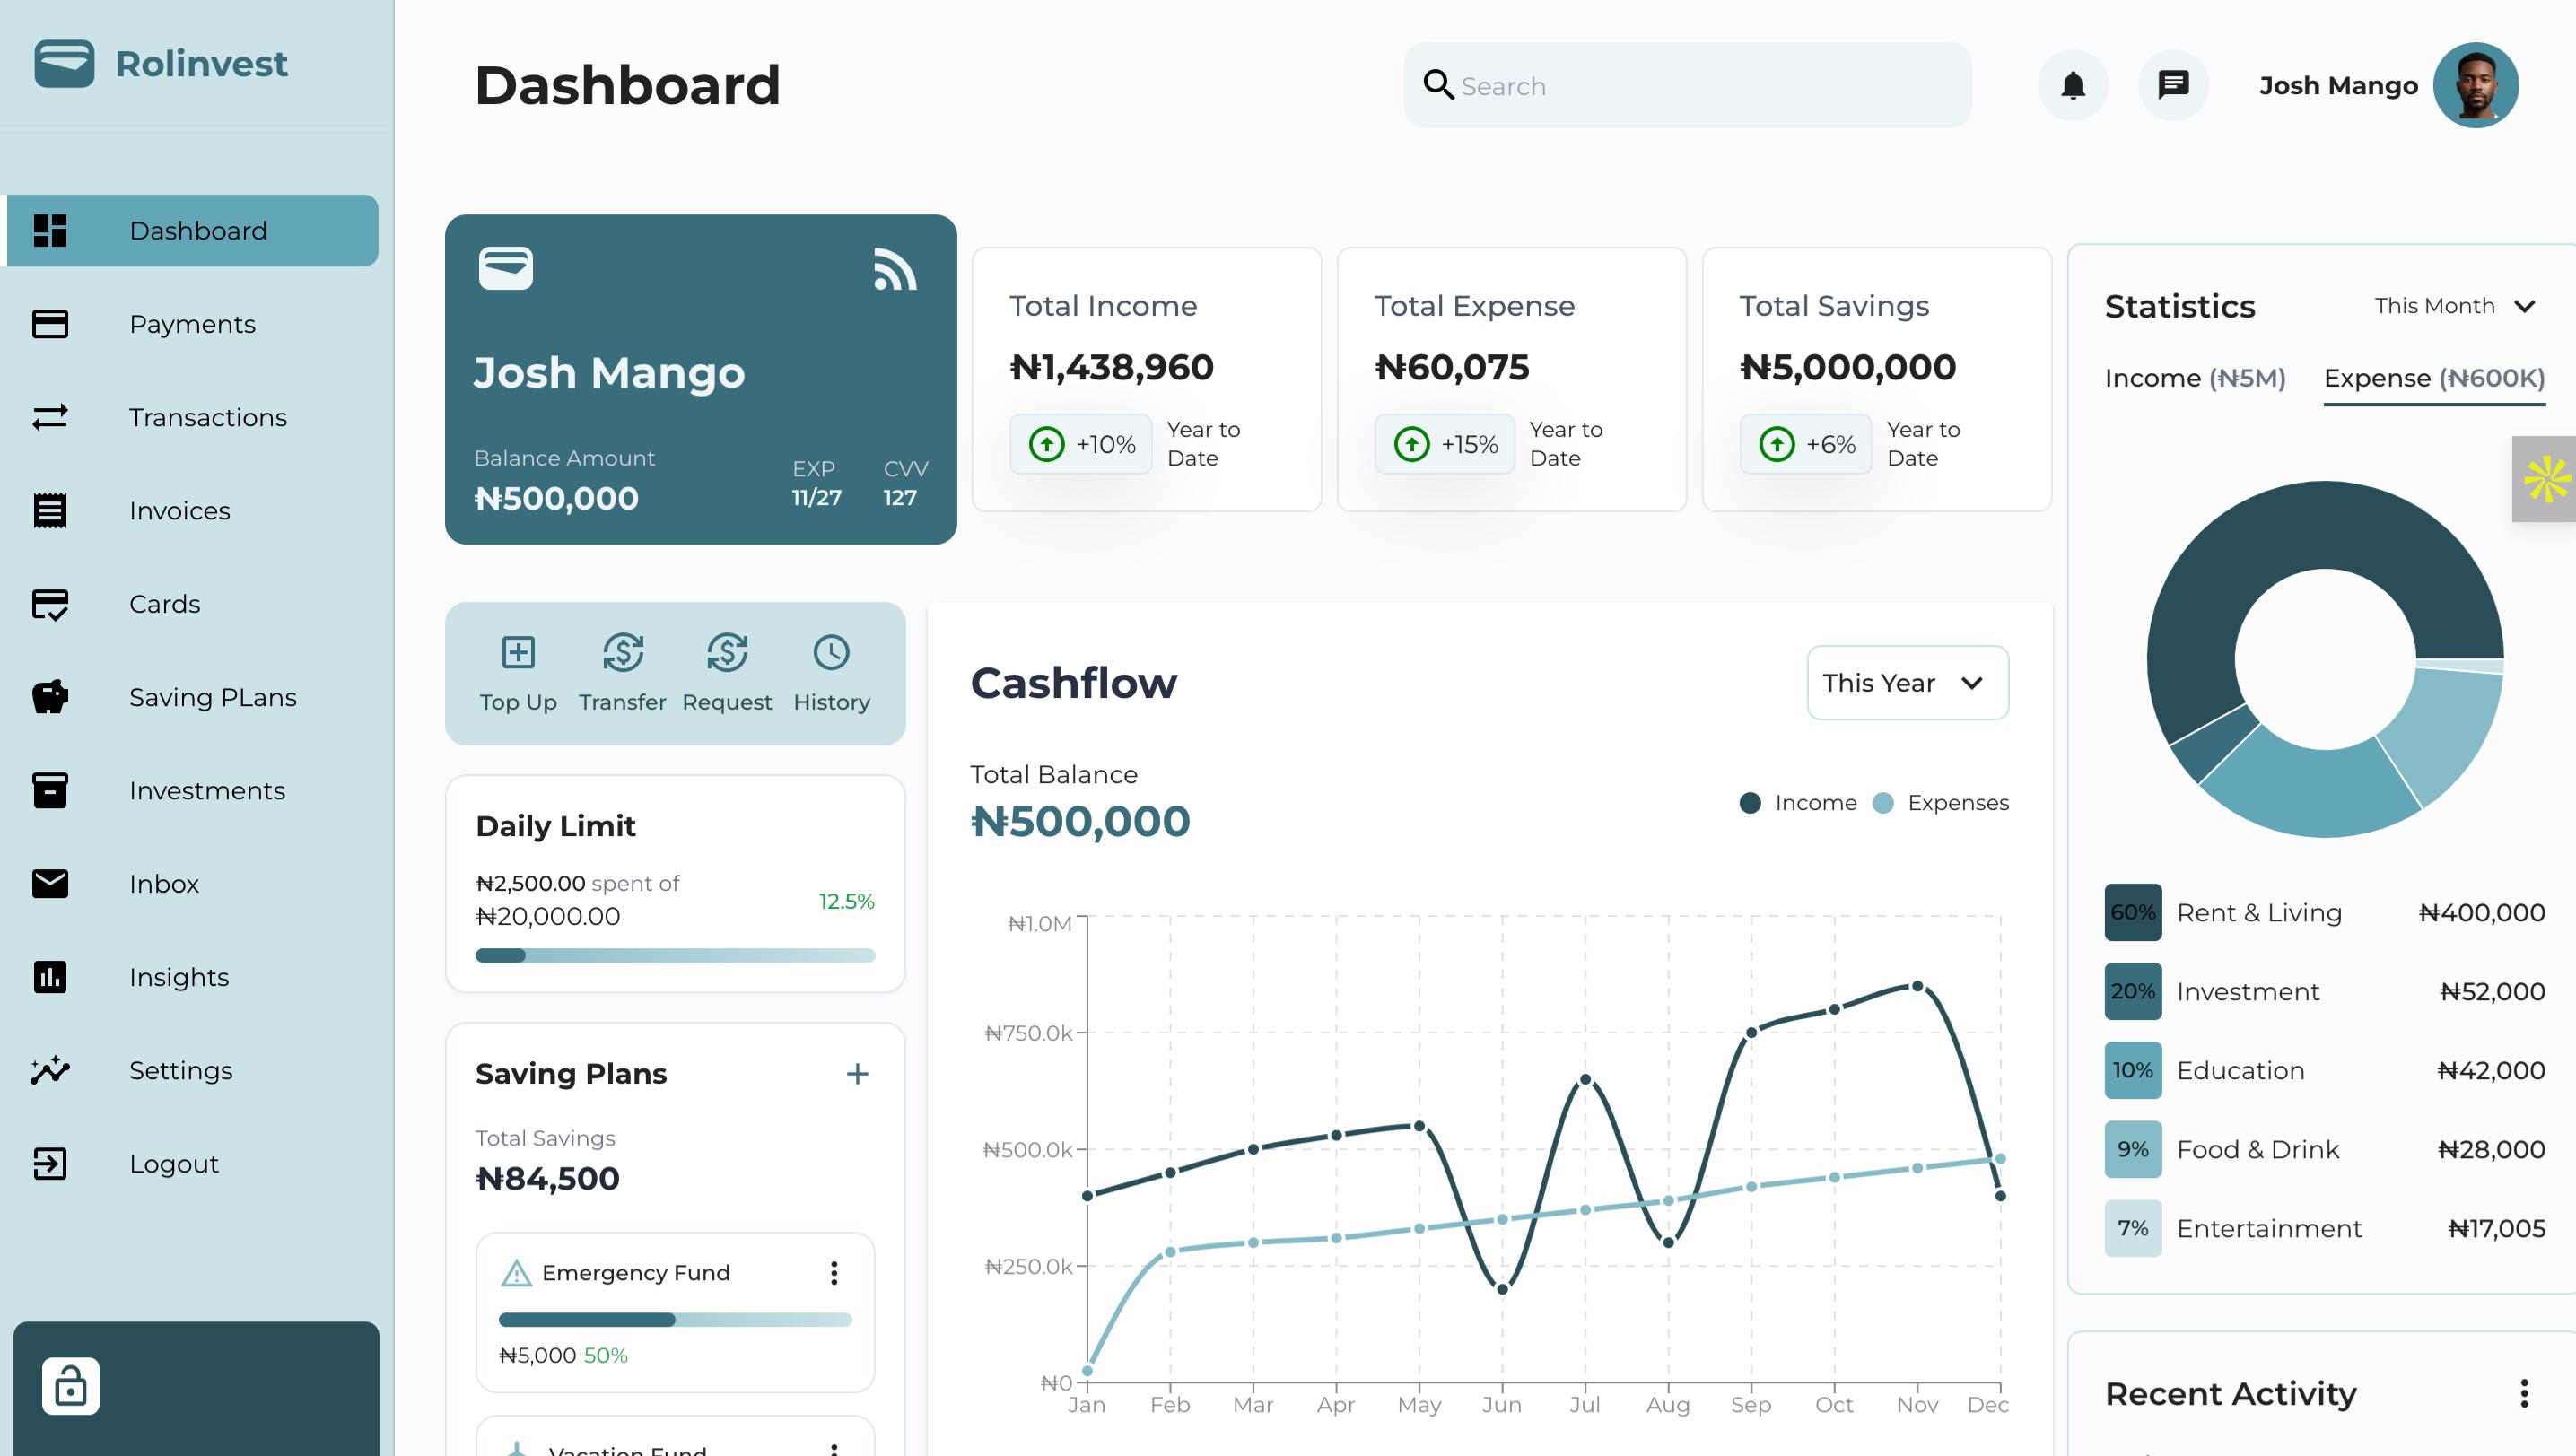 Rolinvest
Dashboard
Payments
Transactions
Invoices
Cards
Saving PLans
Investments
Inbox
Insights
Settings
Logout
Dashboard
Search
Josh Mango
Josh Mango
Balance Amount
₦500,000
EXP
11/27
CVV
127
Total Income
₦1,438,960
+10%
Year to
Date
Total Expense
₦60,075
+15%
Year to
Date
Total Savings
₦5,000,000
+6%
Year to
Date
Top Up
Transfer
Request
History
Daily Limit
₦2,500.00 spent of
₦20,000.00
12.5%
Saving Plans
Total Savings
₦84,500
Emergency Fund
₦5,000 50%
Vacation Fund
Cashflow
This Year
Total Balance
₦500,000
Income
Expenses
₦1.0M
₦750.0k
₦500.0k
₦250.0k
₦0
Jan Feb Mar Apr May Jun Jul Aug Sep Oct Nov Dec
Statistics
This Month
Income (₦5M)
Expense (₦600K)
60% Rent & Living ₦400,000
20% Investment ₦52,000
10% Education ₦42,000
9% Food & Drink ₦28,000
7% Entertainment ₦17,005
Recent Activity